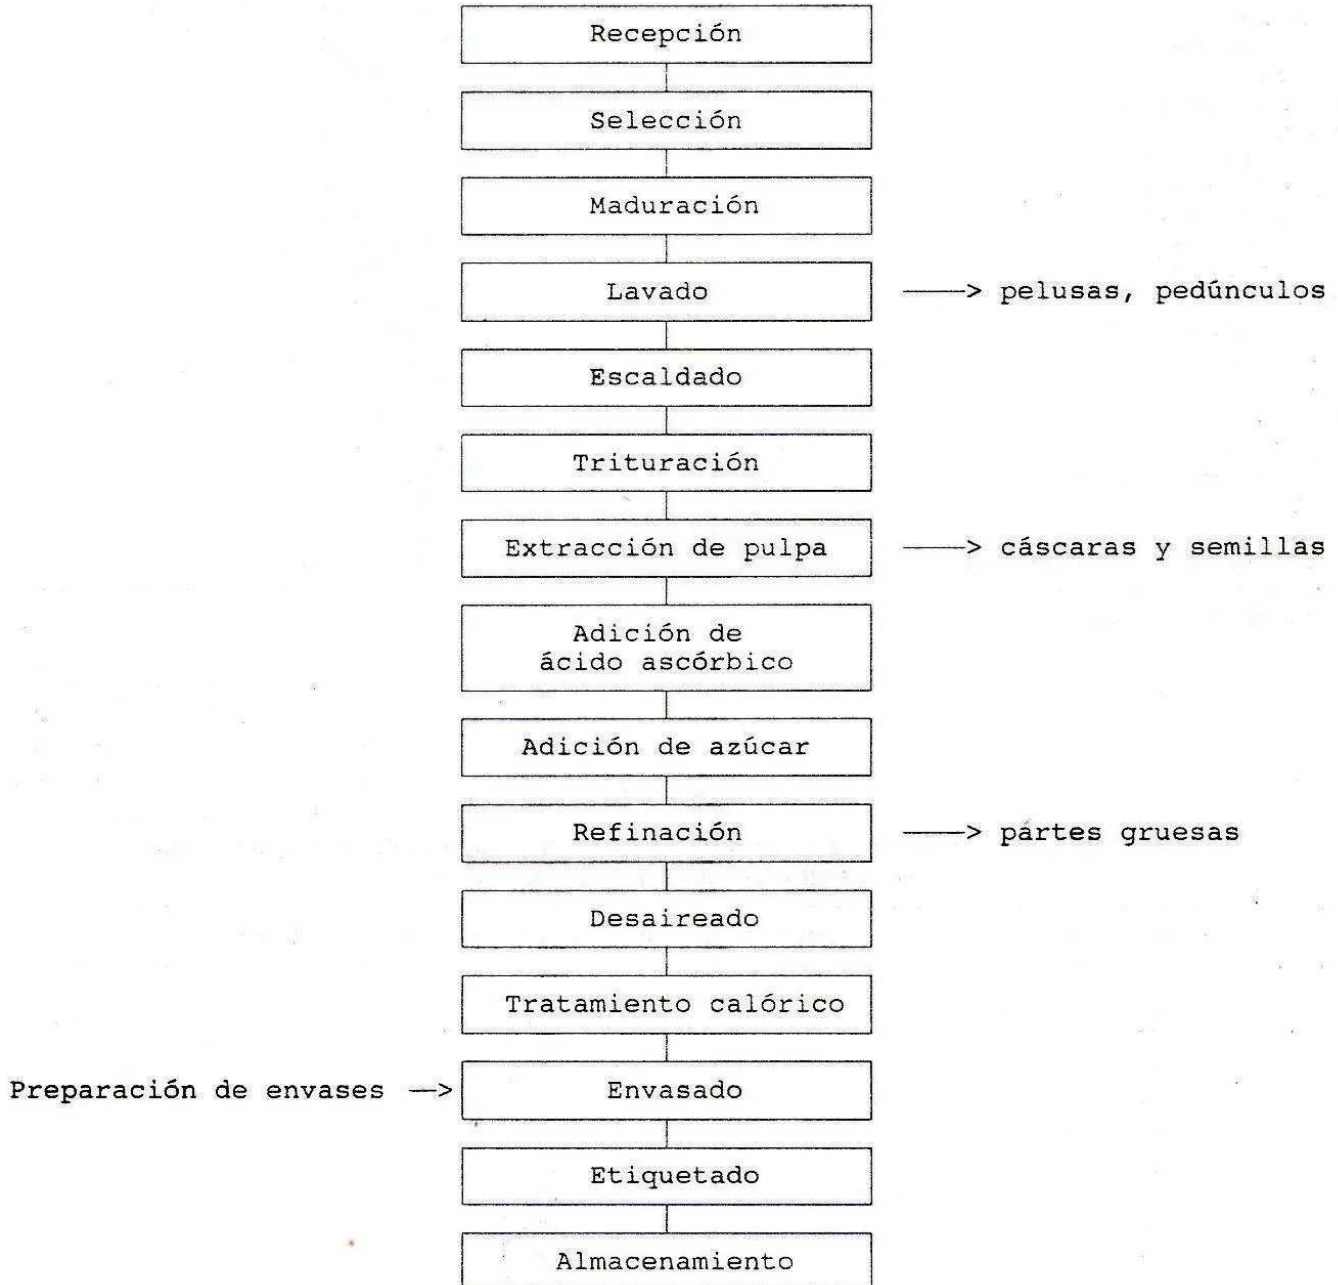 Recepción
Selección
Maduración
Lavado
——> pelusas, pedúnculos
Escaldado
Trituración
Extracción de pulpa
——> cáscaras y semillas
Adición de
ácido ascórbico
Adición de azúcar
Refinación
——> partes gruesas
Desaireado
Tratamiento calórico
Preparación de envases —>
Envasado
Etiquetado
Almacenamiento